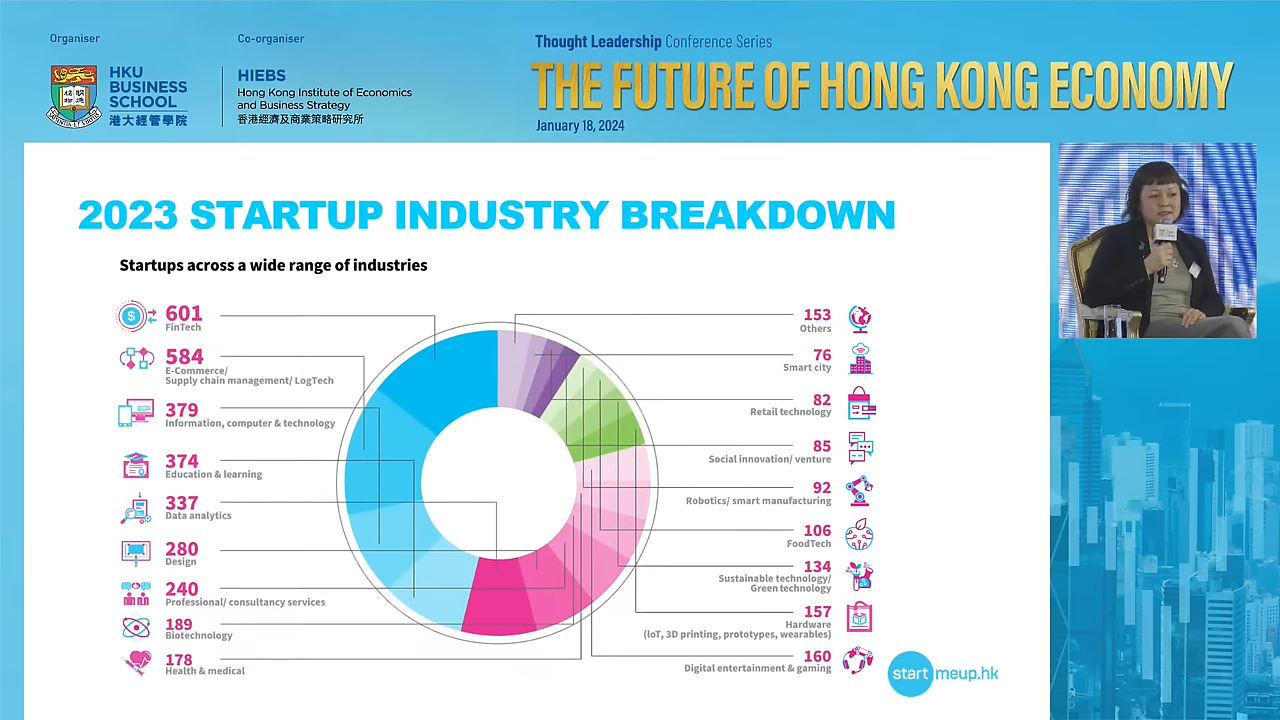 Organiser
Co-organiser
HKU
BUSINESS
SCHOOL
港大經管學院
HIEBS
Hong Kong Institute of Economics
and Business Strategy
香港經濟及商業策略研究所
Thought Leadership Conference Series
THE FUTURE OF HONG KONG ECONOMY
January 18, 2024
2023 STARTUP INDUSTRY BREAKDOWN
Startups across a wide range of industries
601
FinTech
584
E-Commerce/
Supply chain management/ LogTech
379
Information, computer & technology
374
Education & learning
337
Data analytics
280
Design
240
Professional/ consultancy services
189
Biotechnology
178
Health & medical
153
Others
76
Smart city
82
Retail technology
85
Social innovation/ venture
92
Robotics/ smart manufacturing
106
FoodTech
134
Sustainable technology/
Green technology
157
Hardware
(IoT, 3D printing, prototypes, wearables)
160
Digital entertainment & gaming
startmeup.hk